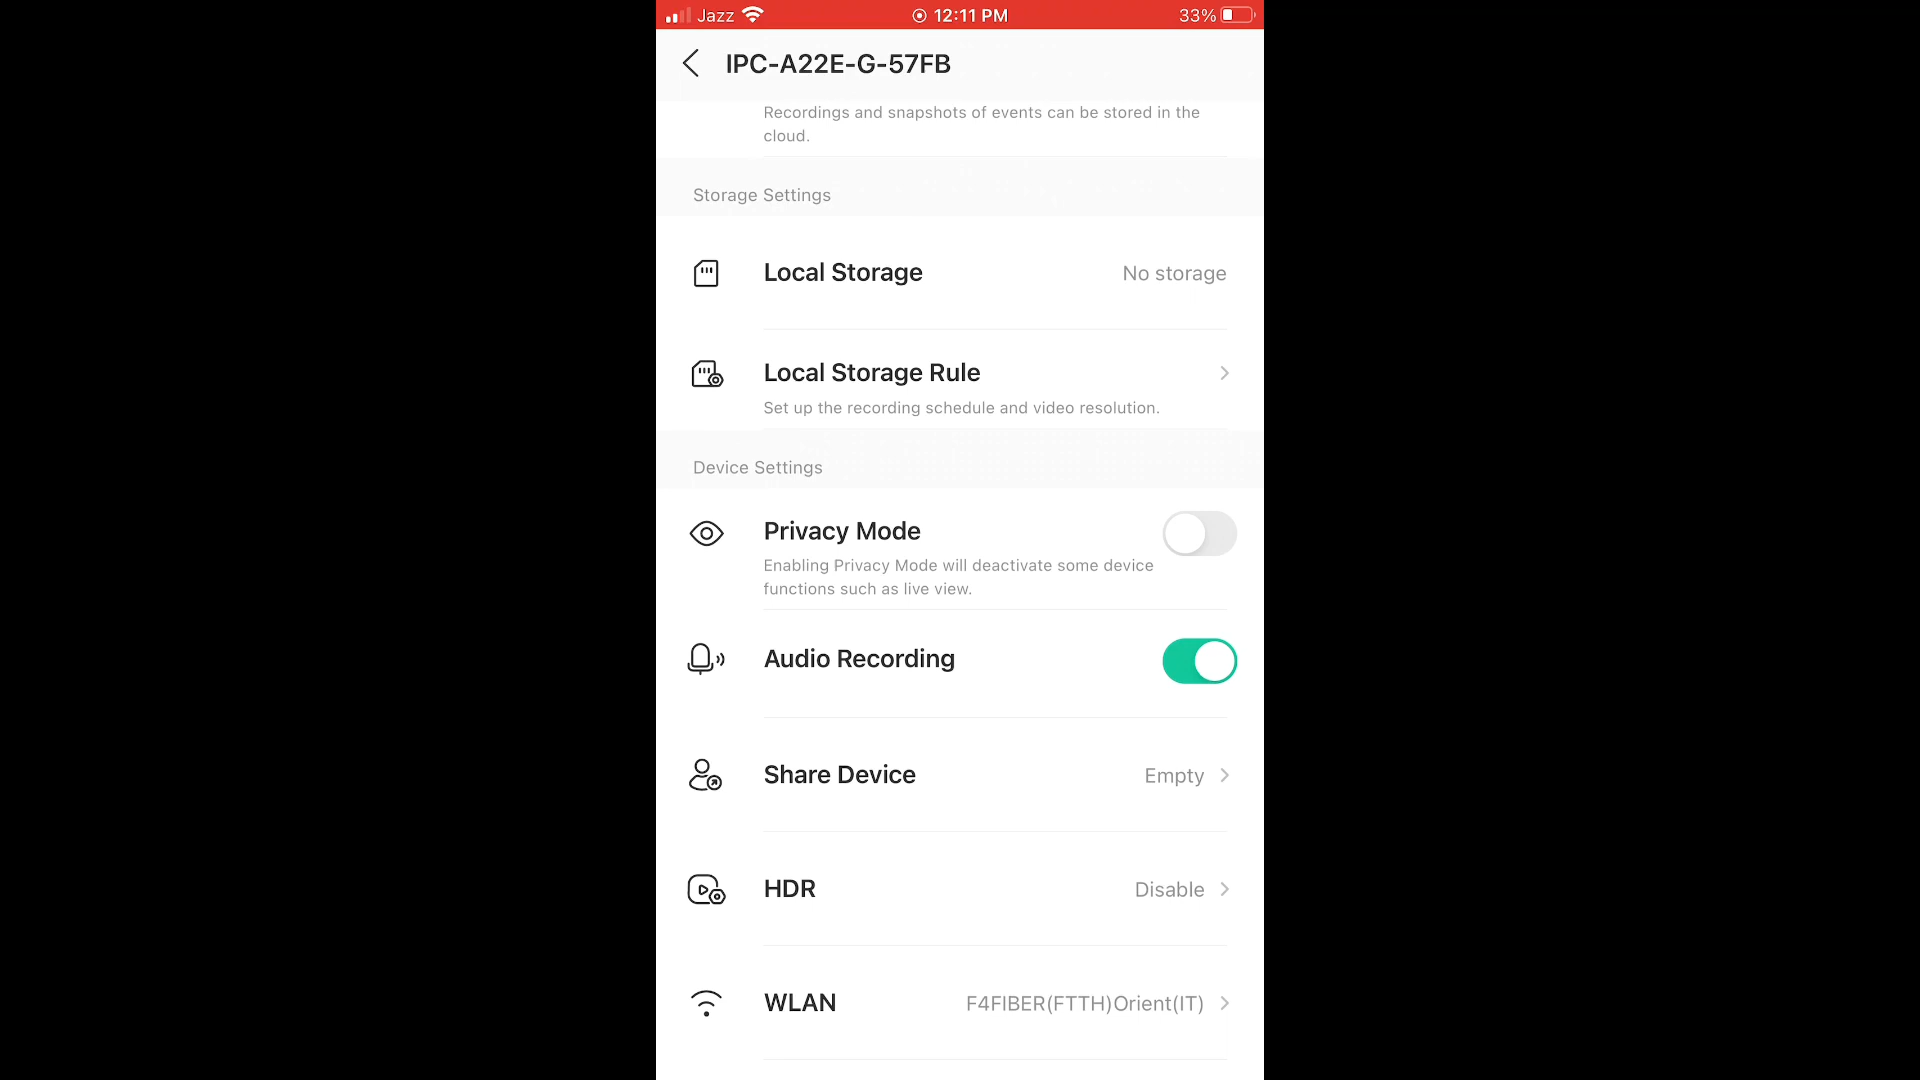 Jazz 12:11 PM 33%
IPC-A22E-G-57FB
Recordings and snapshots of events can be stored in the
cloud.
Storage Settings
Local Storage No storage
Local Storage Rule
Set up the recording schedule and video resolution.
Device Settings
Privacy Mode
Enabling Privacy Mode will deactivate some device
functions such as live view.
Audio Recording
Share Device Empty
HDR Disable
WLAN F4FIBER(FTTH)Orient(IT)